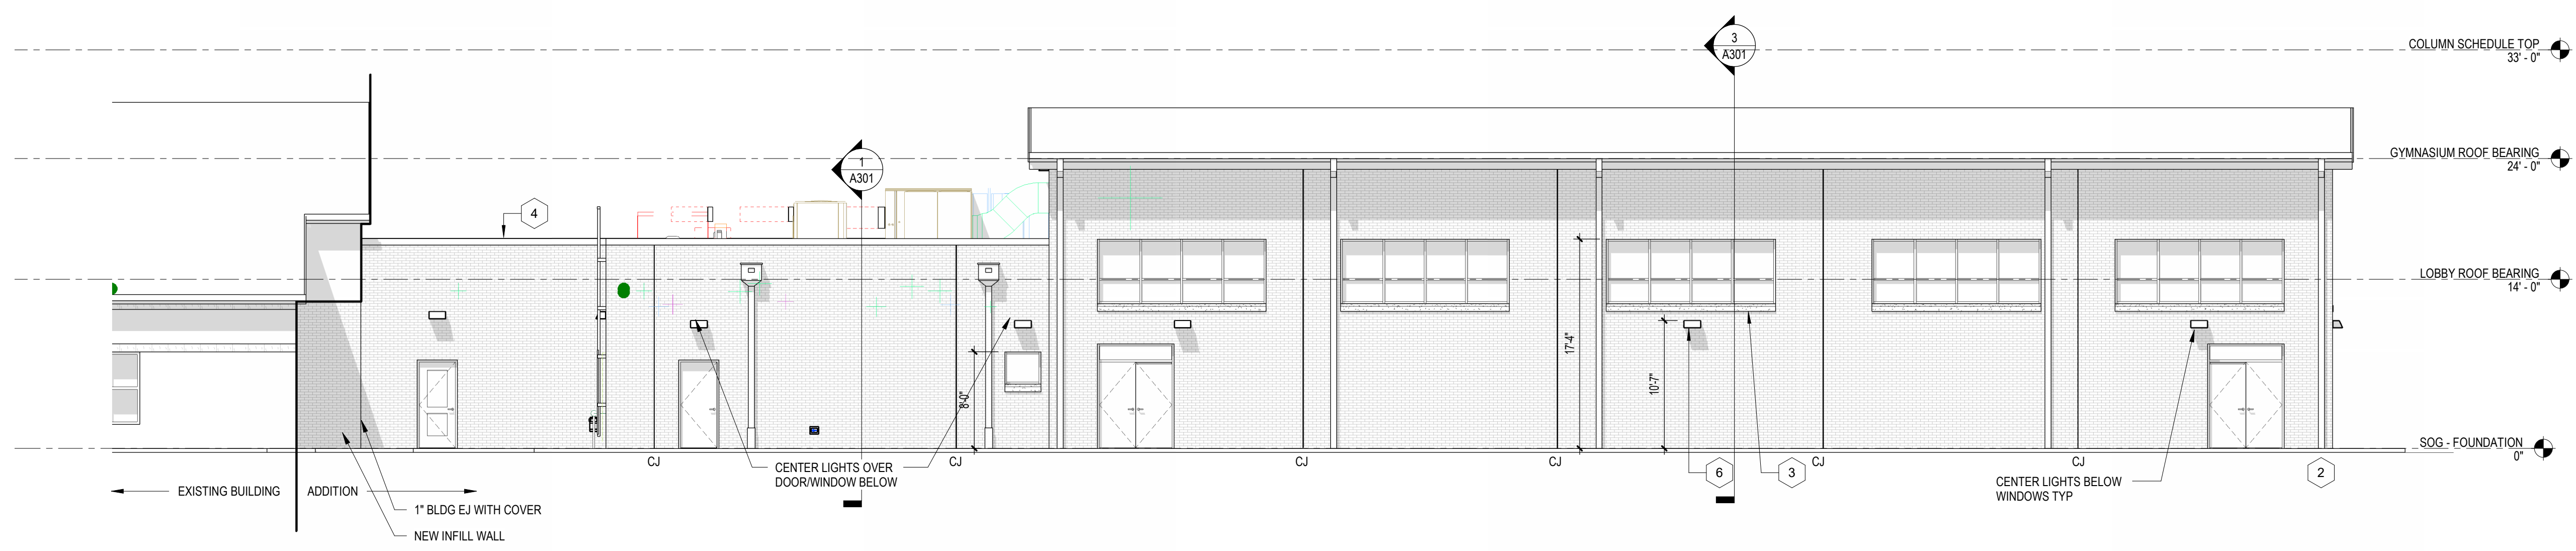 3
A301
COLUMN SCHEDULE TOP
33' - 0"
1
A301
GYMNASIUM ROOF BEARING
24' - 0"
4
LOBBY ROOF BEARING
14' - 0"
17'-4"
10'-7"
8'-0"
SOG - FOUNDATION
0"
CJ
CJ
CJ
CJ
CJ
CJ
CENTER LIGHTS OVER
DOOR/WINDOW BELOW
6
3
2
CENTER LIGHTS BELOW
WINDOWS TYP
EXISTING BUILDING
ADDITION
1" BLDG EJ WITH COVER
NEW INFILL WALL